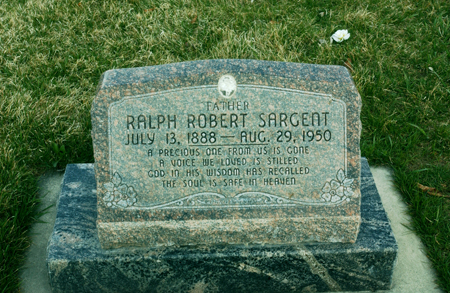 FATHER
RALPH ROBERT SARGENT
JULY 13, 1888 — AUG. 29, 1950
A PRECIOUS ONE FROM US IS GONE
A VOICE WE LOVED IS STILLED
GOD IN HIS WISDOM HAS RECALLED
THE SOUL IS SAFE IN HEAVEN